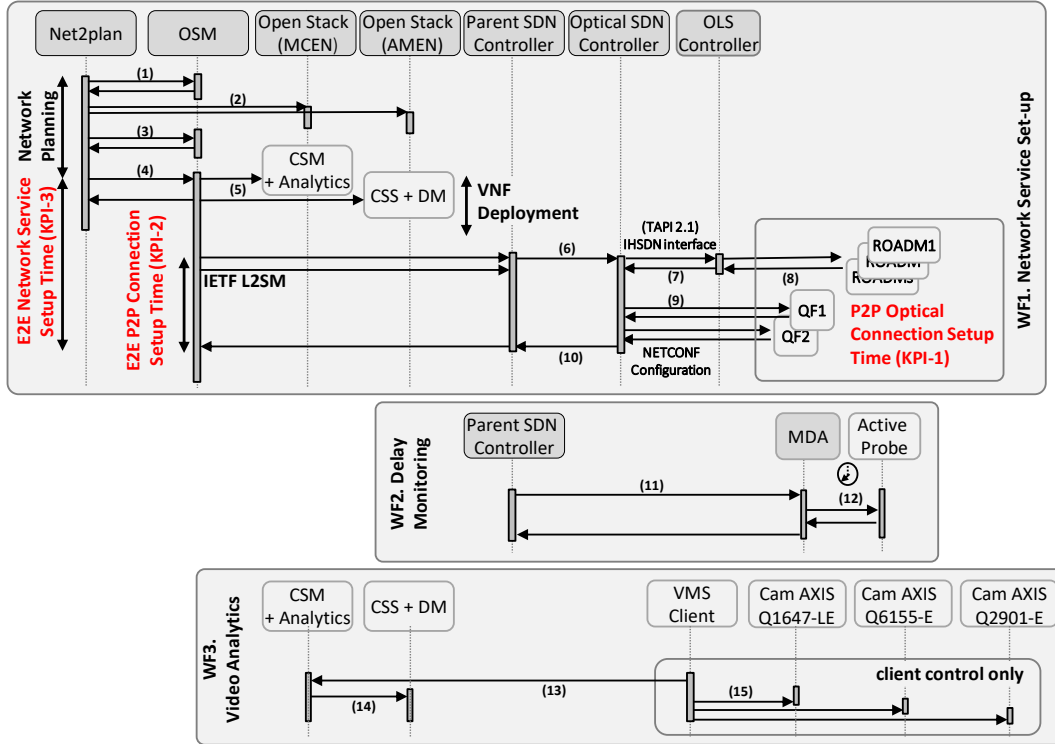 Net2plan
OSM
Open Stack
(MCEN)
Open Stack
(AMEN)
Parent SDN
Controller
Optical SDN
Controller
OLS
Controller
(1)
(2)
(3)
(4)
(5)
Network
Planning
CSM
+ Analytics
CSS + DM
VNF
Deployment
E2E Network Service
Setup Time (KPI-3)
E2E P2P Connection
Setup Time (KPI-2)
IETF L2SM
(6)
(TAPI 2.1)
IHSDN interface
(7)
(8)
ROADM1
ROADM
ROADM3
(9)
QF1
QF2
(10)
NETCONF
Configuration
P2P Optical
Connection Setup
Time (KPI-1)
WF1. Network Service Set-up
WF2. Delay
Monitoring
Parent SDN
Controller
MDA
Active
Probe
(11)
(12)
WF3.
Video Analytics
CSM
+ Analytics
CSS + DM
VMS
Client
Cam AXIS
Q1647-LE
Cam AXIS
Q6155-E
Cam AXIS
Q2901-E
client control only
(13)
(14)
(15)